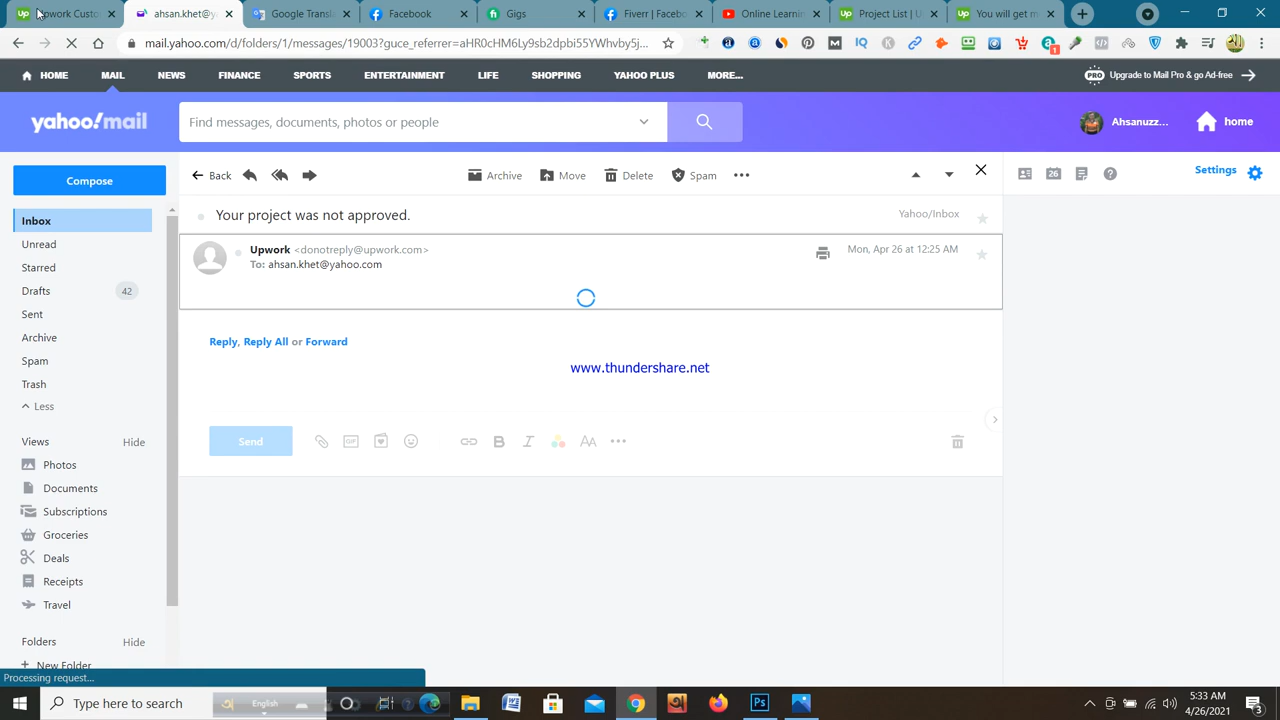 Upwork Custo
ahsan.khet@y
Google Transl
Facebook
Gigs
Fiverr | Facebo
Online Learnin
Project List | U
You will get m
mail.yahoo.com/d/folders/1/messages/19003?guce_referrer=aHR0cHM6Ly9sb2dpbi55YWhvby5j...
HOME
MAIL
NEWS
FINANCE
SPORTS
ENTERTAINMENT
LIFE
SHOPPING
YAHOO PLUS
MORE...
PRO Upgrade to Mail Pro & go Ad-free
yahoo!mail
Find messages, documents, photos or people
Ahsanuzz...
home
Compose
Back
Archive
Move
Delete
Spam
26
Settings
Inbox
Unread
Starred
Drafts 42
Sent
Archive
Spam
Trash
Less
Views Hide
Photos
Documents
Subscriptions
Groceries
Deals
Receipts
Travel
Folders Hide
New Folder
Your project was not approved.
Yahoo/Inbox
Upwork <donotreply@upwork.com>
Mon, Apr 26 at 12:25 AM
To: ahsan.khet@yahoo.com
Reply, Reply All or Forward
www.thundershare.net
Send
GIF
B
I
AA
Processing request...
Type here to search
English
5:33 AM
4/26/2021
3